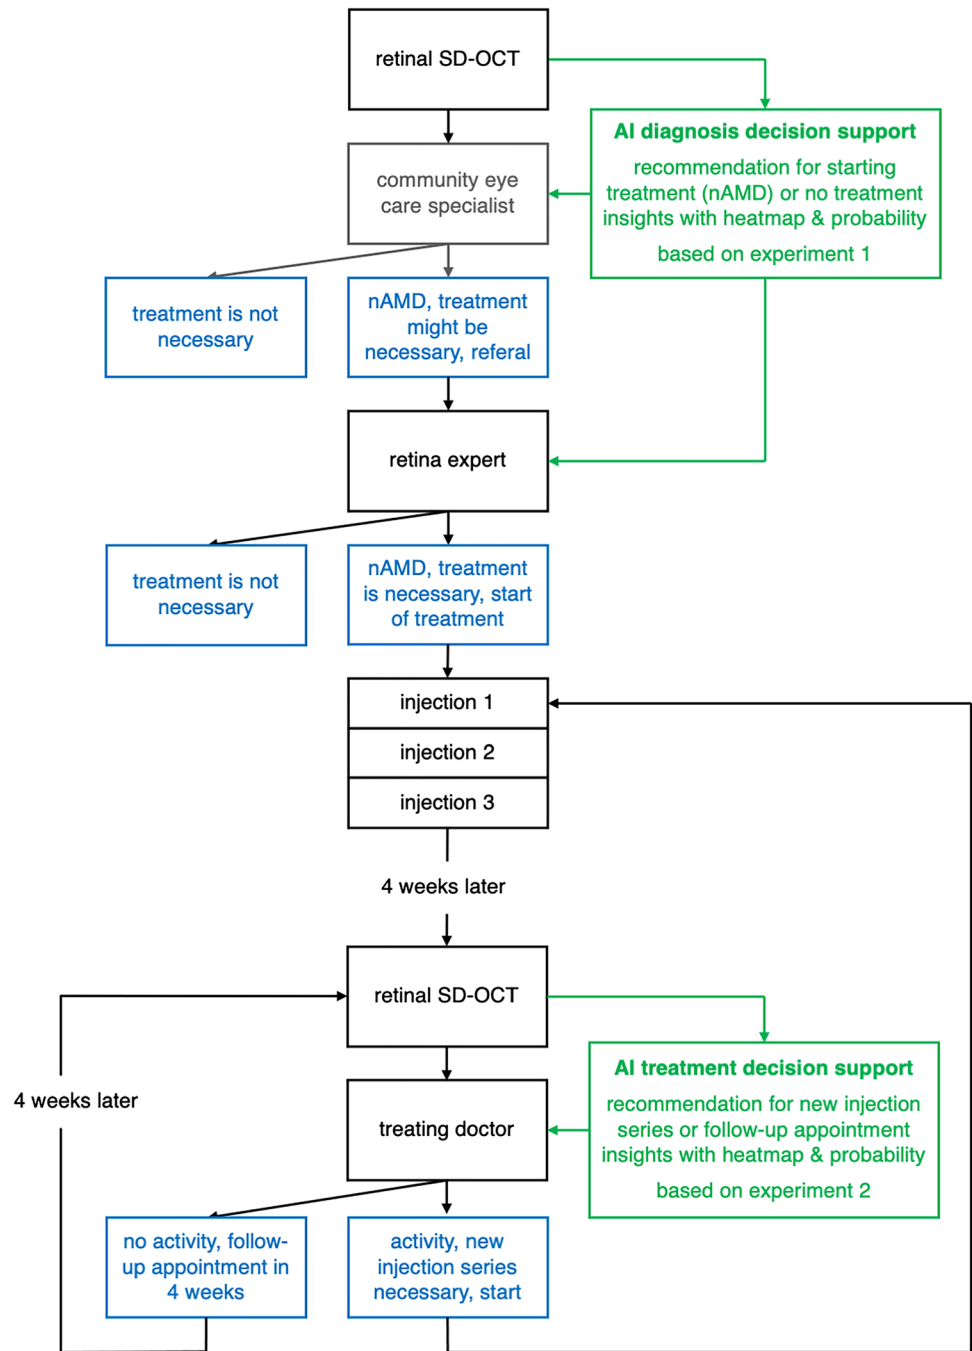 retinal SD-OCT
AI diagnosis decision support
recommendation for starting
treatment (nAMD) or no treatment
insights with heatmap & probability
based on experiment 1
community eye
care specialist
treatment is not
necessary
nAMD, treatment
might be
necessary, referal
retina expert
treatment is not
necessary
nAMD, treatment
is necessary, start
of treatment
injection 1
injection 2
injection 3
4 weeks later
retinal SD-OCT
AI treatment decision support
recommendation for new injection
series or follow-up appointment
insights with heatmap & probability
based on experiment 2
4 weeks later
treating doctor
no activity, follow-
up appointment in
4 weeks
activity, new
injection series
necessary, start